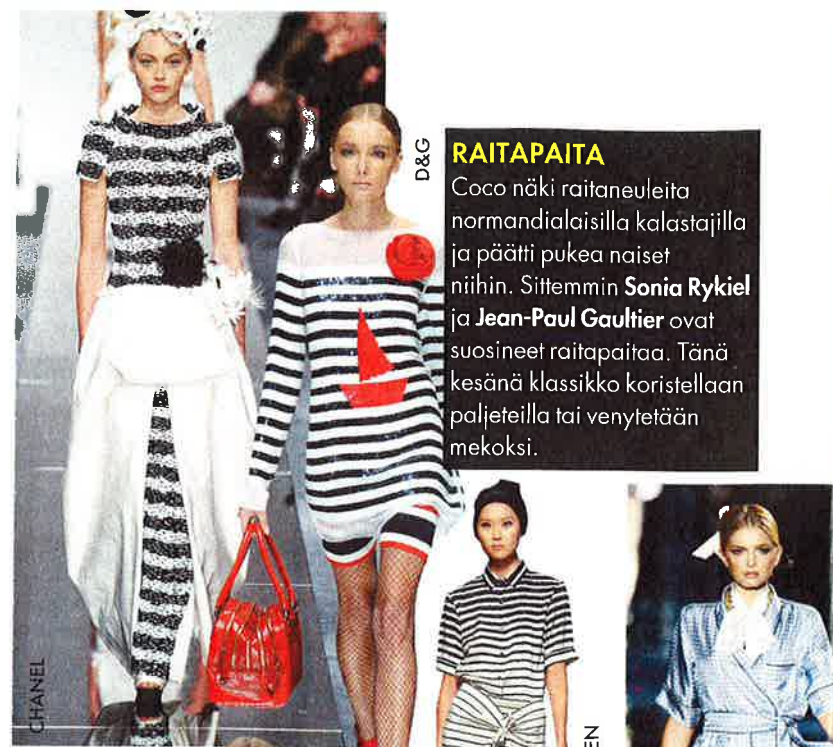 D&G
RAITAPAITA
Coco näki raitaneuleita
normandialaisilla kalastajilla
ja päätti pukea naiset
niihin. Sittemmin Sonia Rykiel
ja Jean-Paul Gaultier ovat
suosineet raitapaitaa. Tänä
kesänä klassikko koristellaan
paljeteilla tai venytetään
mekoksi.
CHANEL
EN